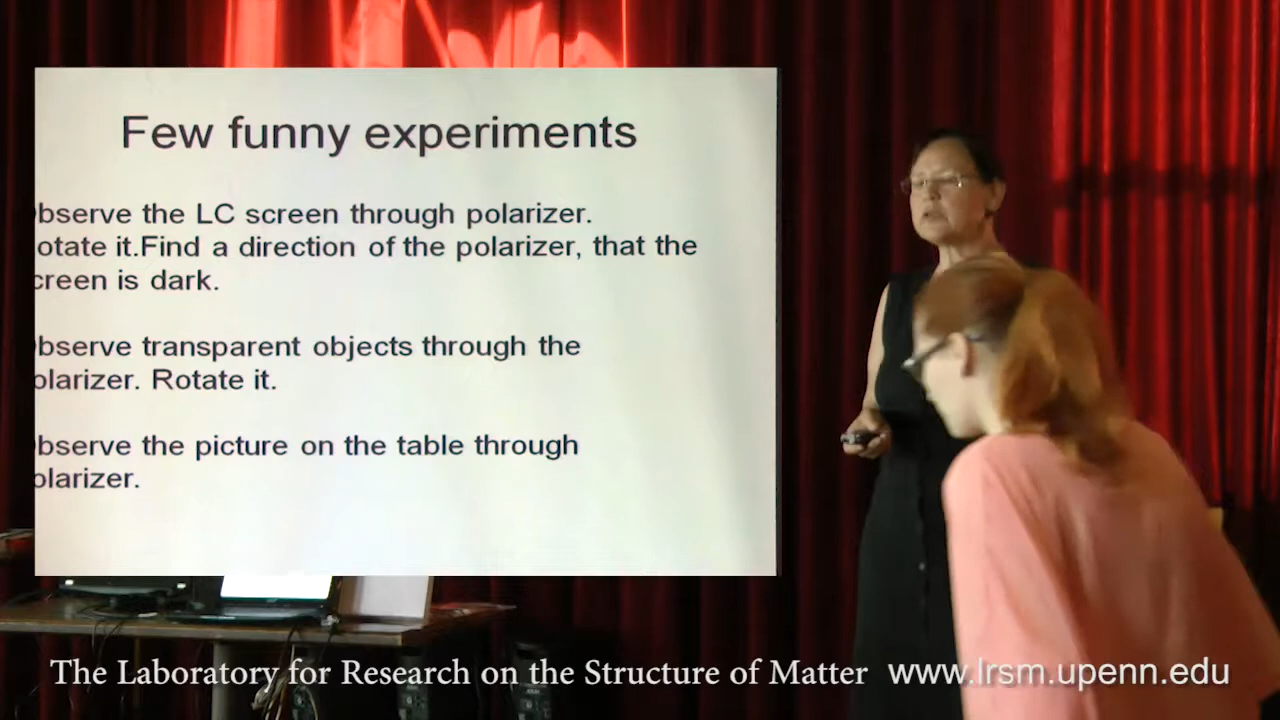 Few funny experiments
bserve the LC screen through polarizer.
otate it.Find a direction of the polarizer, that the
creen is dark.
bserve transparent objects through the
olarizer. Rotate it.
bserve the picture on the table through
olarizer.
The Laboratory for Research on the Structure of Matter www.lrsm.upenn.edu